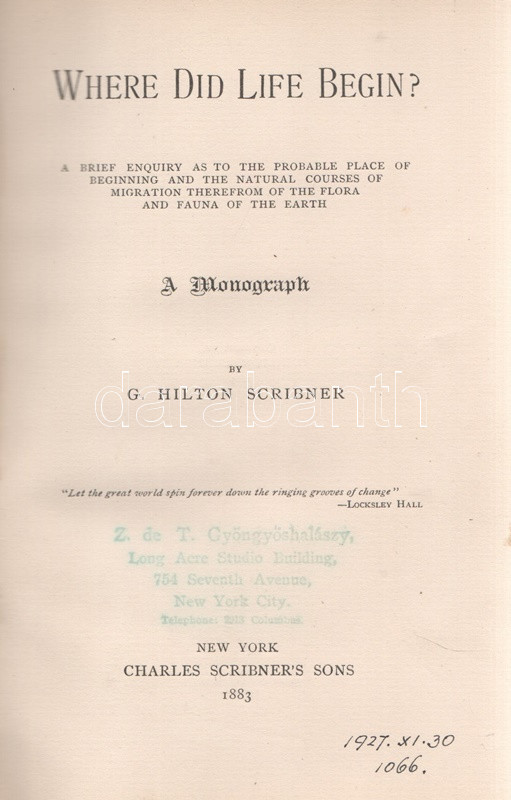 WHERE DID LIFE BEGIN?
A BRIEF ENQUIRY AS TO THE PROBABLE PLACE OF
BEGINNING AND THE NATURAL COURSES OF
MIGRATION THEREFROM OF THE FLORA
AND FAUNA OF THE EARTH
A Monograph
BY
G. HILTON SCRIBNER
darabanth
"Let the great world spin forever down the ringing grooves of change"
—LOCKSLEY HALL
Z. de T. Gyöngyöshalászy,
Long Acre Studio Building,
754 Seventh Avenue,
New York City.
Telephone: Columbus.
NEW YORK
CHARLES SCRIBNER'S SONS
1883
1927. XI. 30
1066.